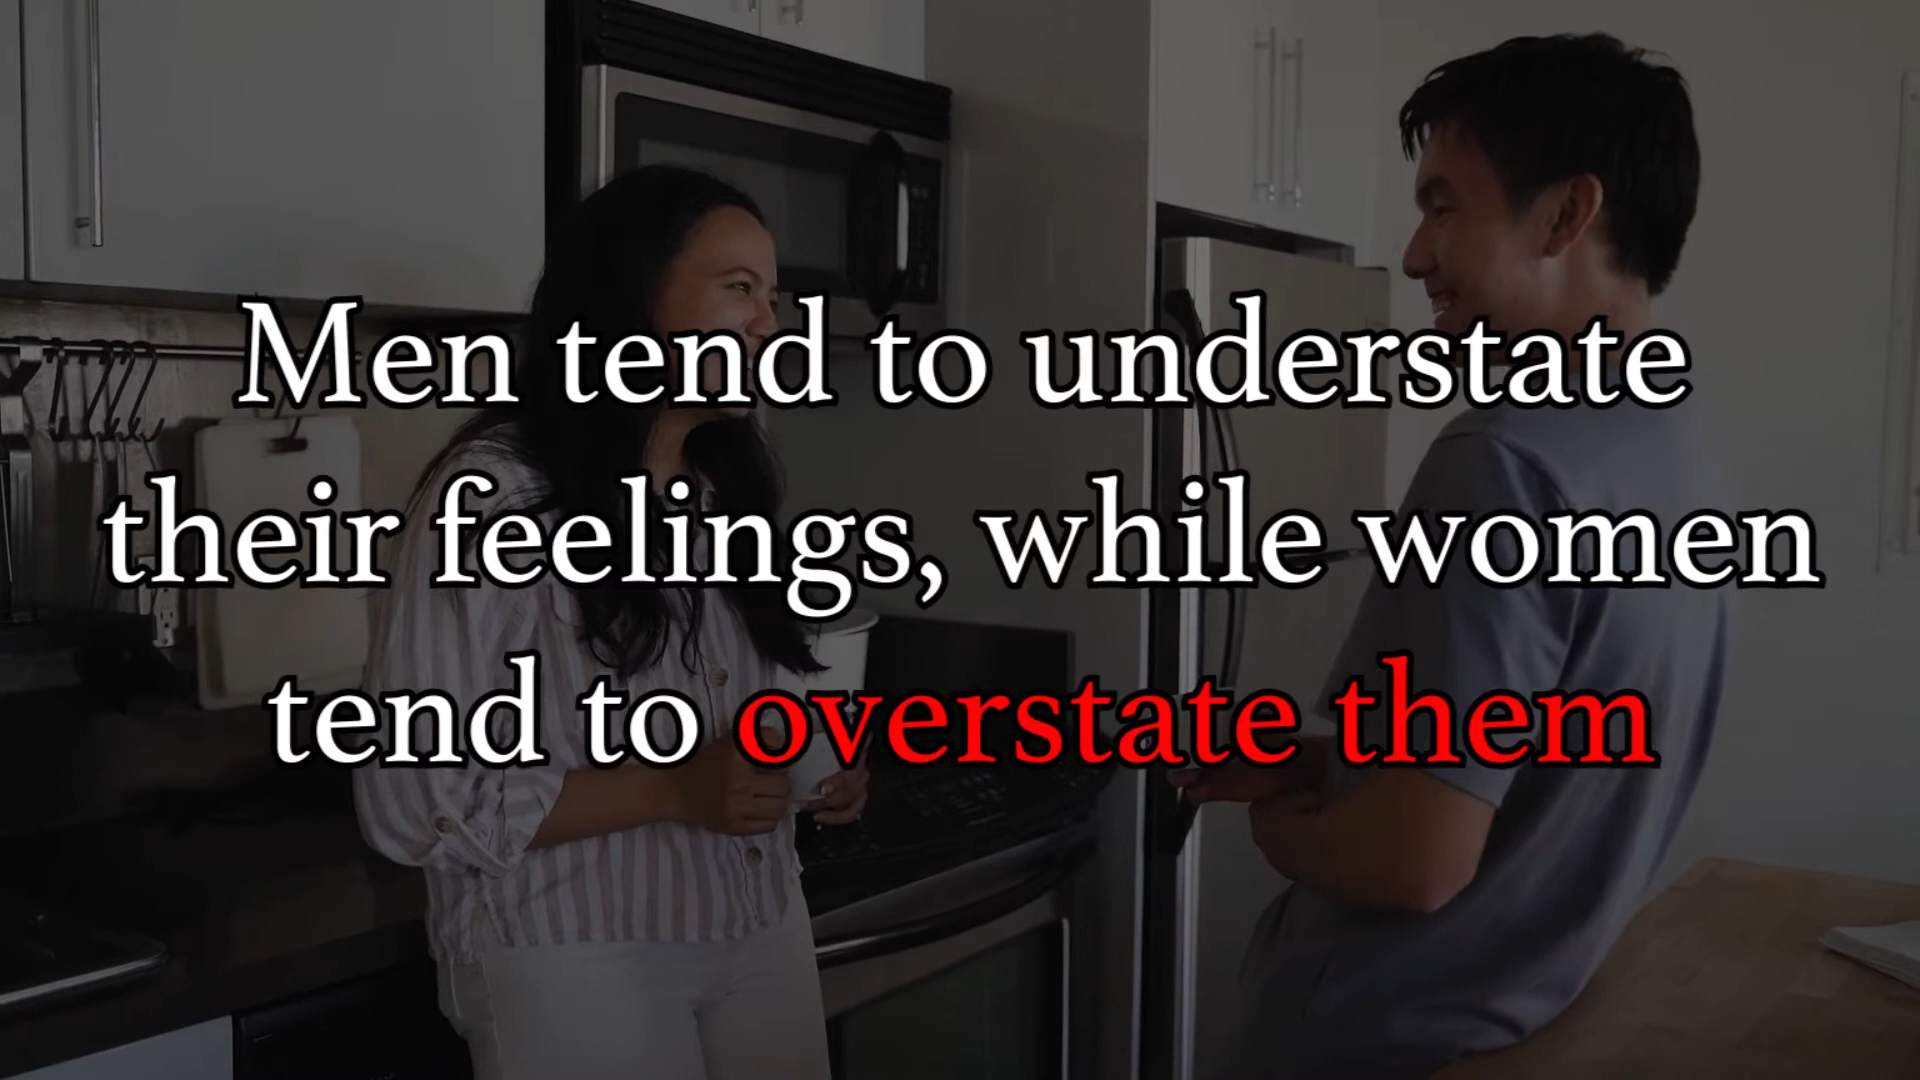 Men tend to understate
their feelings, while women
tend to overstate them